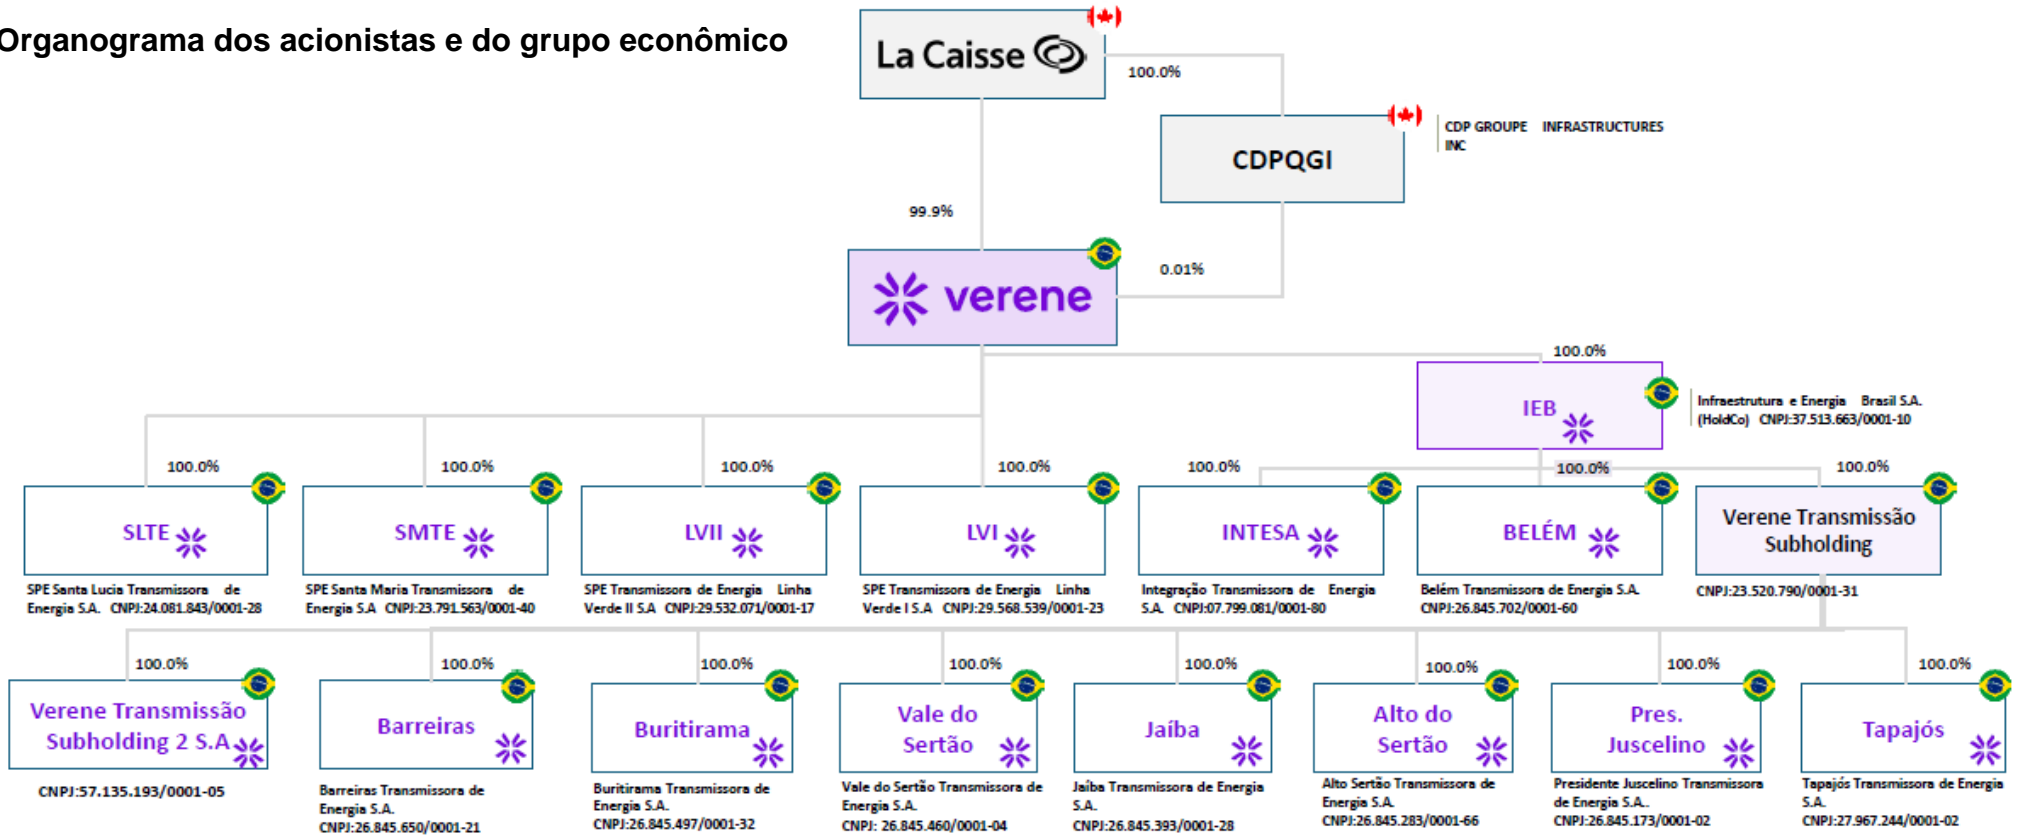 Organograma dos acionistas e do grupo econômico
La Caisse
100.0%
CDPQGI
CDP GROUPE INFRASTRUCTURES
INC
99.9%
verene
0.01%
100.0%
IEB
Infraestrutura e Energia Brasil S.A.
(HoldCo) CNPJ:37.513.663/0001-10
100.0%
100.0%
100.0%
100.0%
100.0%
100.0%
100.0%
SLTE
SMTE
LVII
LVI
INTESA
BELÉM
Verene Transmissão
Subholding
SPE Santa Lucia Transmissora de
Energia S.A. CNPJ:24.081.843/0001-28
SPE Santa Maria Transmissora de
Energia S.A CNPJ:23.791.563/0001-40
SPE Transmissora de Energia Linha
Verde II S.A CNPJ:29.532.071/0001-17
SPE Transmissora de Energia Linha
Verde I S.A CNPJ:29.568.539/0001-23
Integração Transmissora de Energia
S.A. CNPJ:07.799.081/0001-80
Belém Transmissora de Energia S.A.
CNPJ:26.845.702/0001-60
CNPJ:23.520.790/0001-31
100.0%
100.0%
100.0%
100.0%
100.0%
100.0%
100.0%
100.0%
Verene Transmissão
Subholding 2 S.A
Barreiras
Buritirama
Vale do
Sertão
Jaíba
Alto do
Sertão
Pres.
Juscelino
Tapajós
CNPJ:57.135.193/0001-05
Barreiras Transmissora de
Energia S.A.
CNPJ:26.845.650/0001-21
Buritirama Transmissora de
Energia S.A.
CNPJ:26.845.497/0001-32
Vale do Sertão Transmissora de
Energia S.A.
CNPJ: 26.845.460/0001-04
Jaíba Transmissora de Energia
S.A.
CNPJ:26.845.393/0001-28
Alto Sertão Transmissora de
Energia S.A.
CNPJ:26.845.283/0001-66
Presidente Juscelino Transmissora
de Energia S.A..
CNPJ:26.845.173/0001-02
Tapajós Transmissora de Energia
S.A.
CNPJ:27.967.244/0001-02